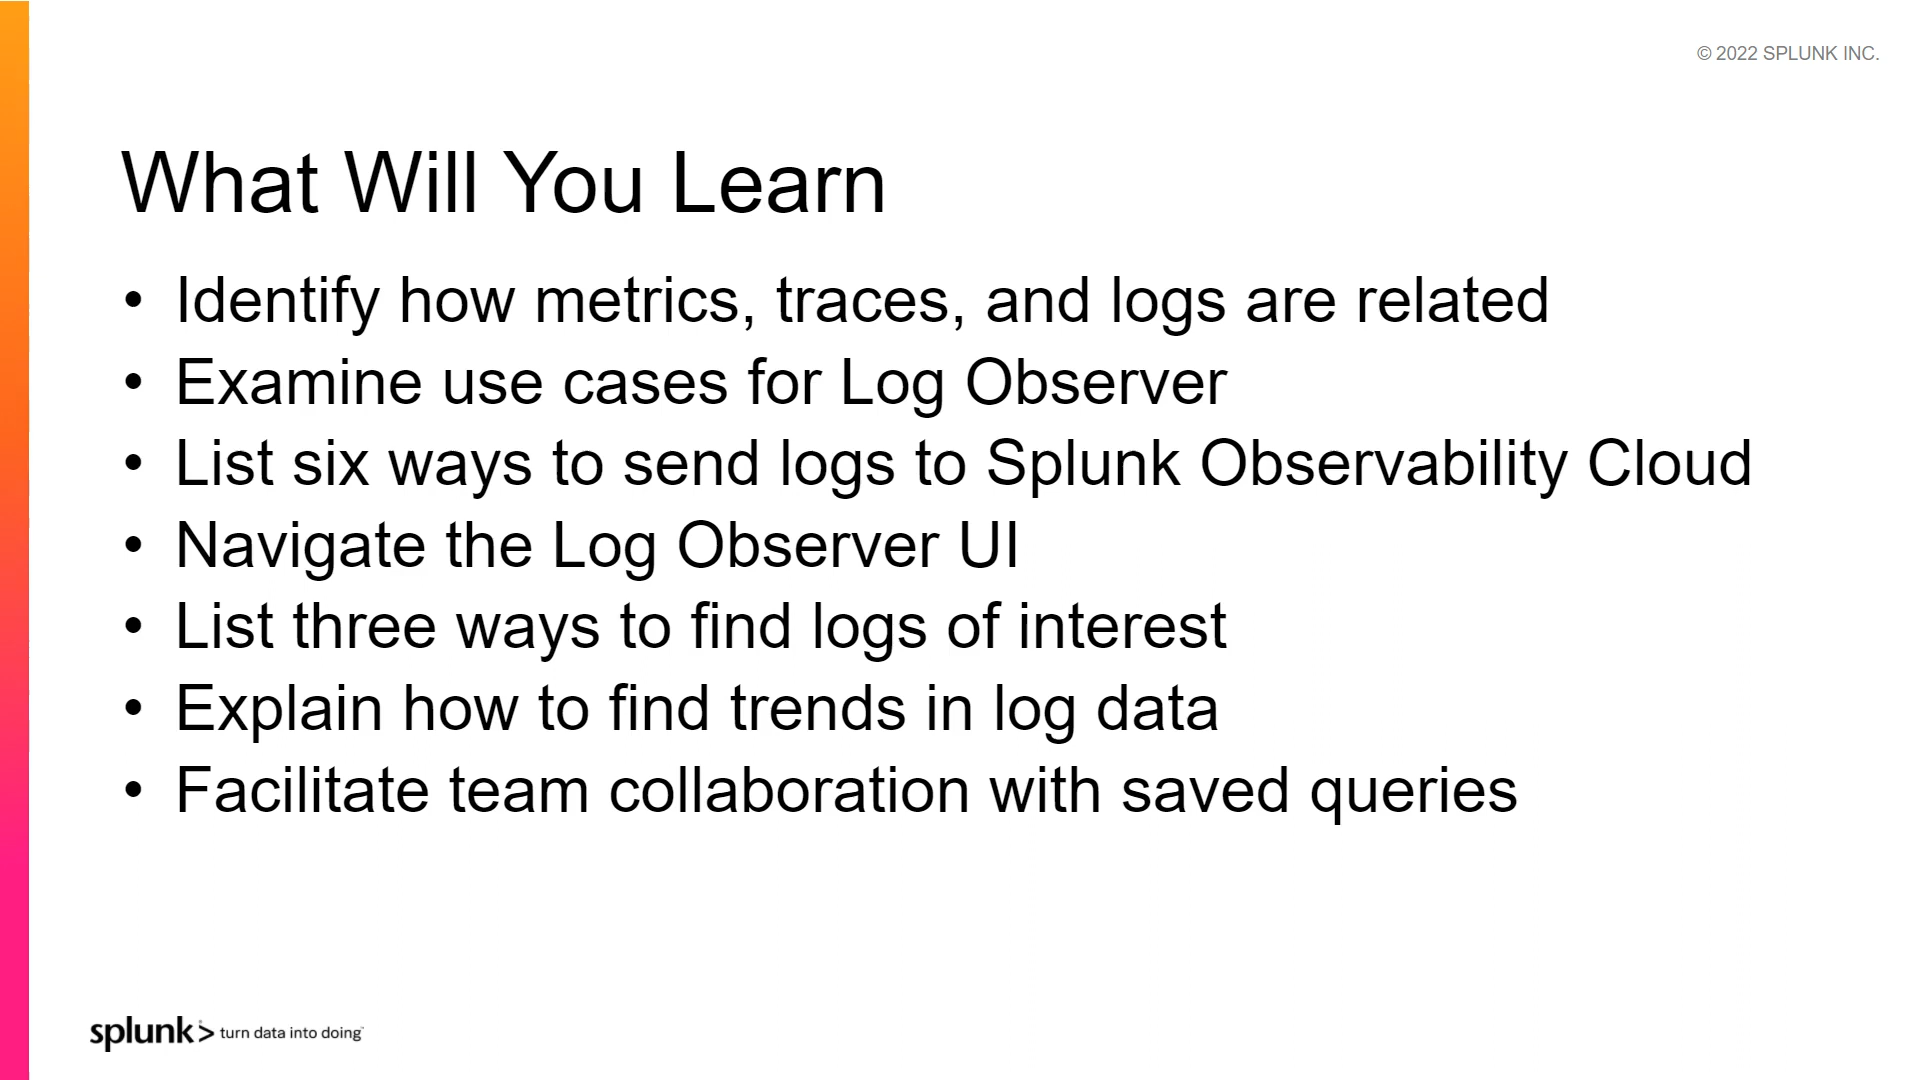 © 2022 SPLUNK INC.
What Will You Learn
• Identify how metrics, traces, and logs are related
• Examine use cases for Log Observer
• List six ways to send logs to Splunk Observability Cloud
• Navigate the Log Observer UI
• List three ways to find logs of interest
• Explain how to find trends in log data
• Facilitate team collaboration with saved queries
splunk> turn data into doing™